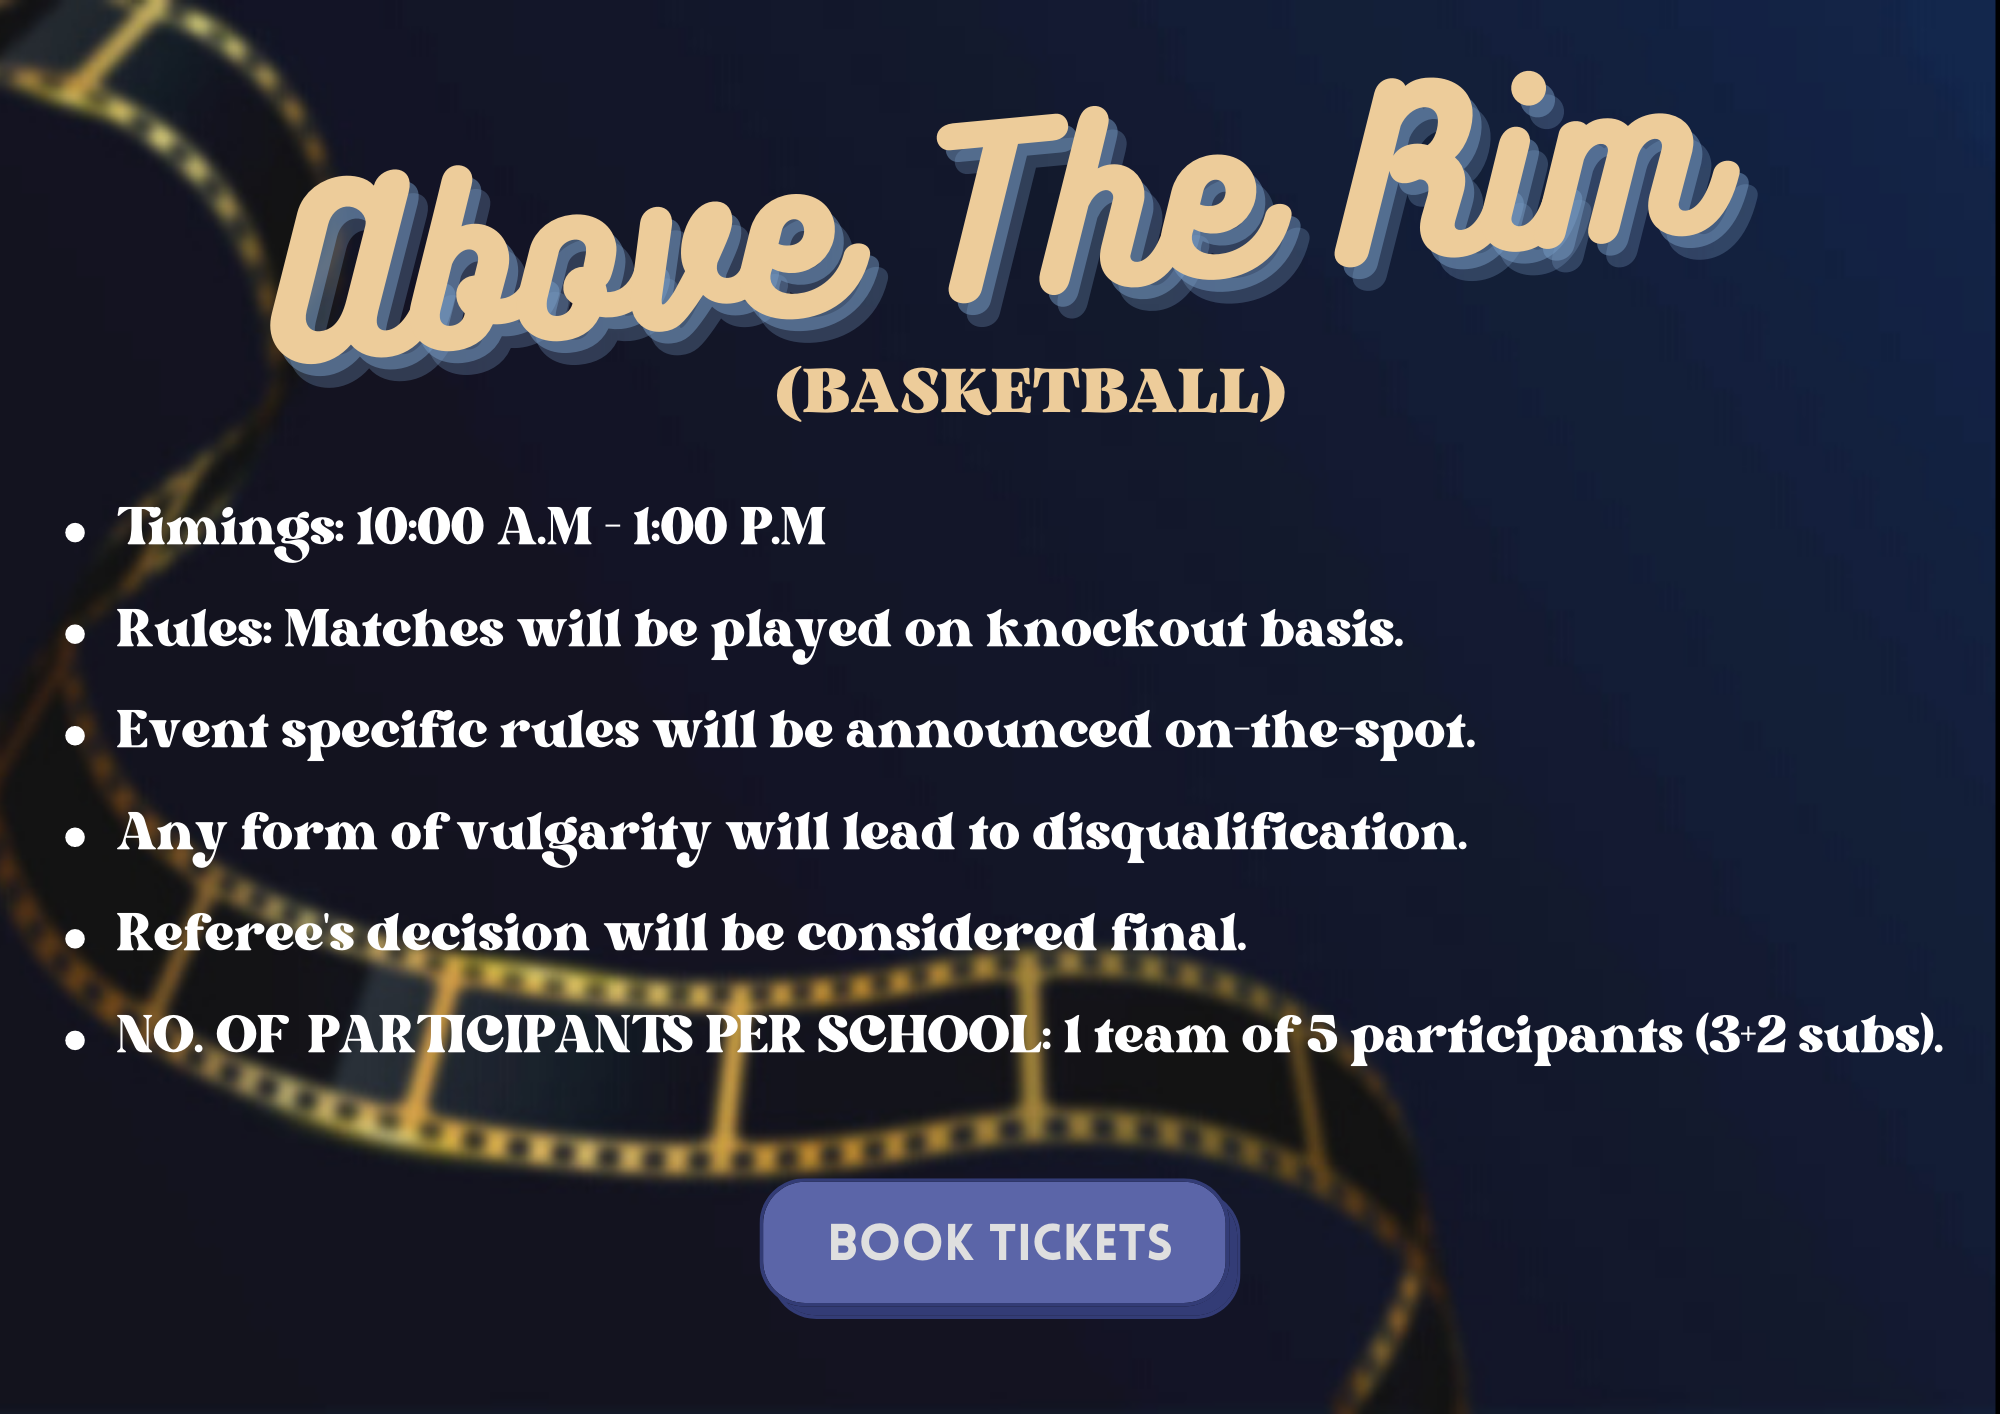 Above The Rim
(BASKETBALL)
• Timings: 10:00 A.M - 1:00 P.M
• Rules: Matches will be played on knockout basis.
• Event specific rules will be announced on-the-spot.
• Any form of vulgarity will lead to disqualification.
• Referee's decision will be considered final.
• NO. OF PARTICIPANTS PER SCHOOL: 1 team of 5 participants (3+2 subs).
BOOK TICKETS